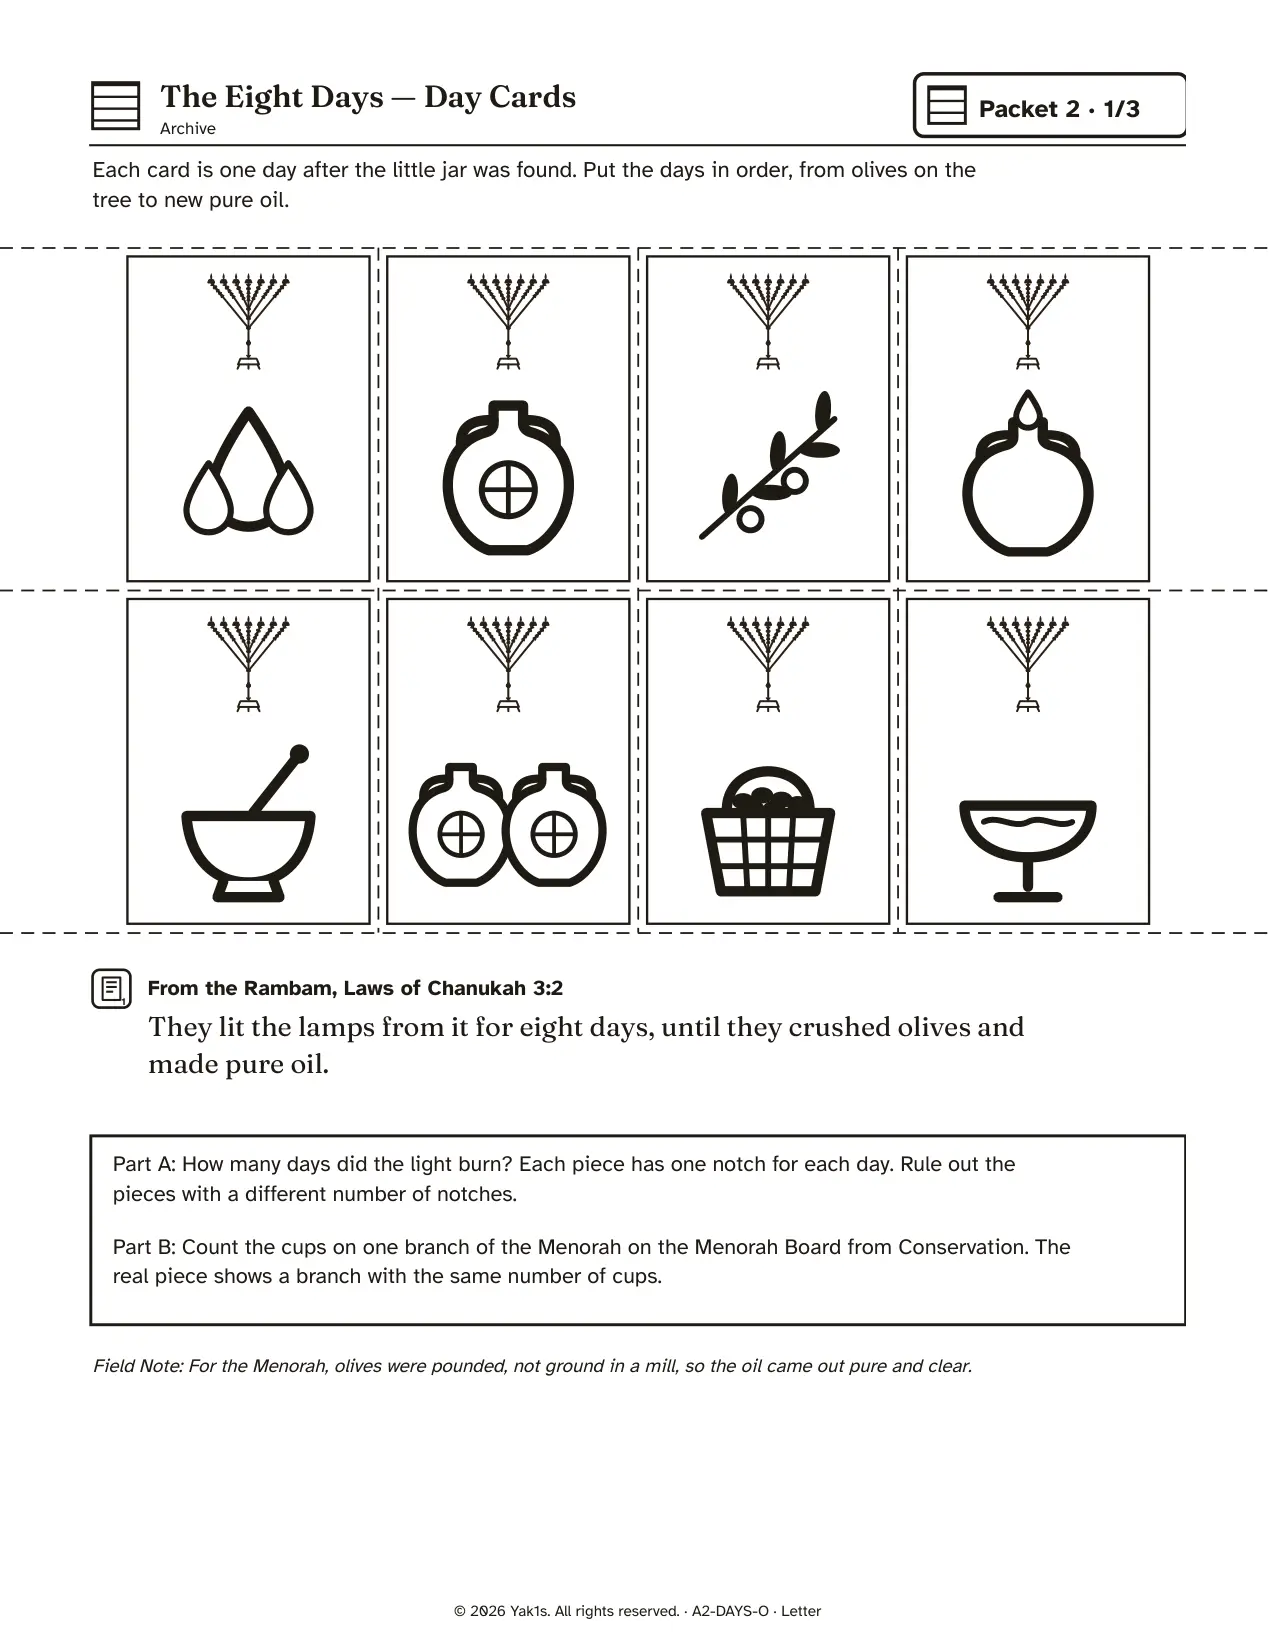 The Eight Days — Day Cards
Archive
Packet 2 · 1/3
Each card is one day after the little jar was found. Put the days in order, from olives on the
tree to new pure oil.
1
From the Rambam, Laws of Chanukah 3:2
They lit the lamps from it for eight days, until they crushed olives and
made pure oil.
Part A: How many days did the light burn? Each piece has one notch for each day. Rule out the
pieces with a different number of notches.
Part B: Count the cups on one branch of the Menorah on the Menorah Board from Conservation. The
real piece shows a branch with the same number of cups.
Field Note: For the Menorah, olives were pounded, not ground in a mill, so the oil came out pure and clear.
© 2026 Yak1s. All rights reserved. · A2-DAYS-O · Letter